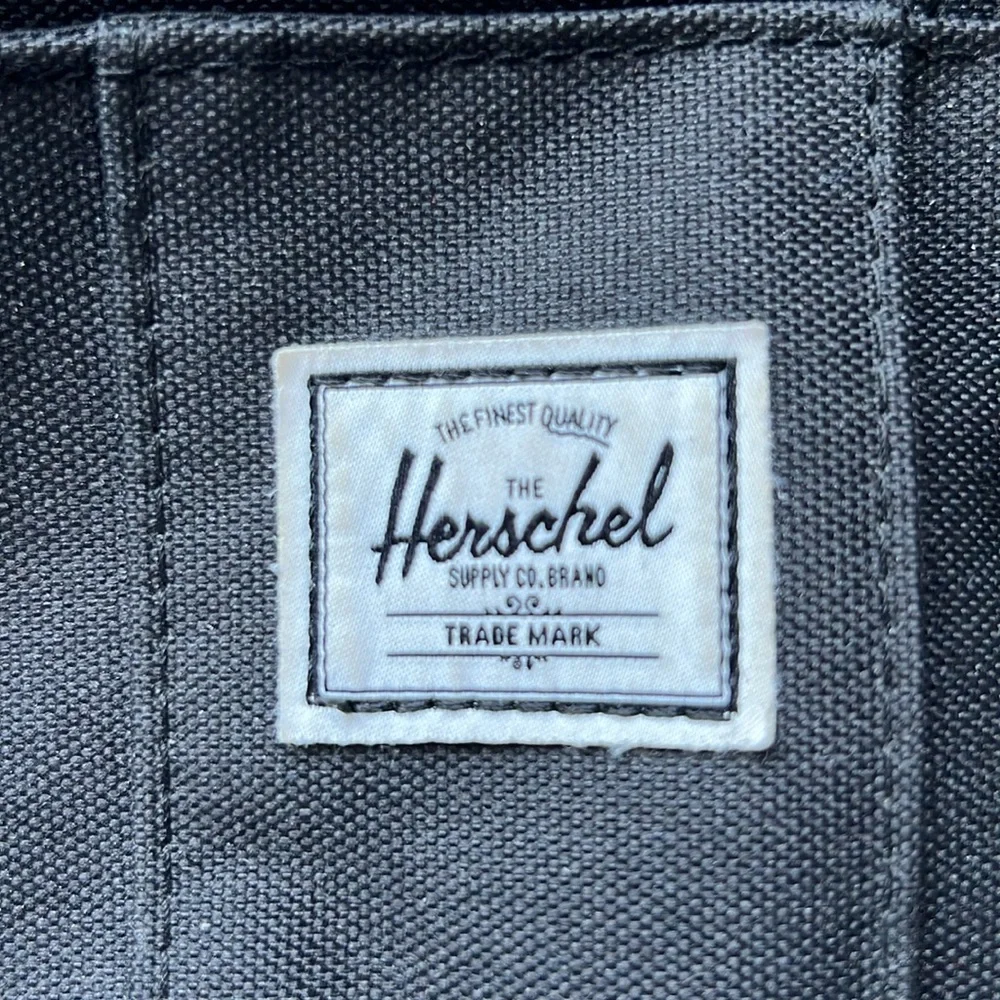 THE FINEST QUALITY
THE
Herschel
SUPPLY CO. BRAND
TRADE MARK